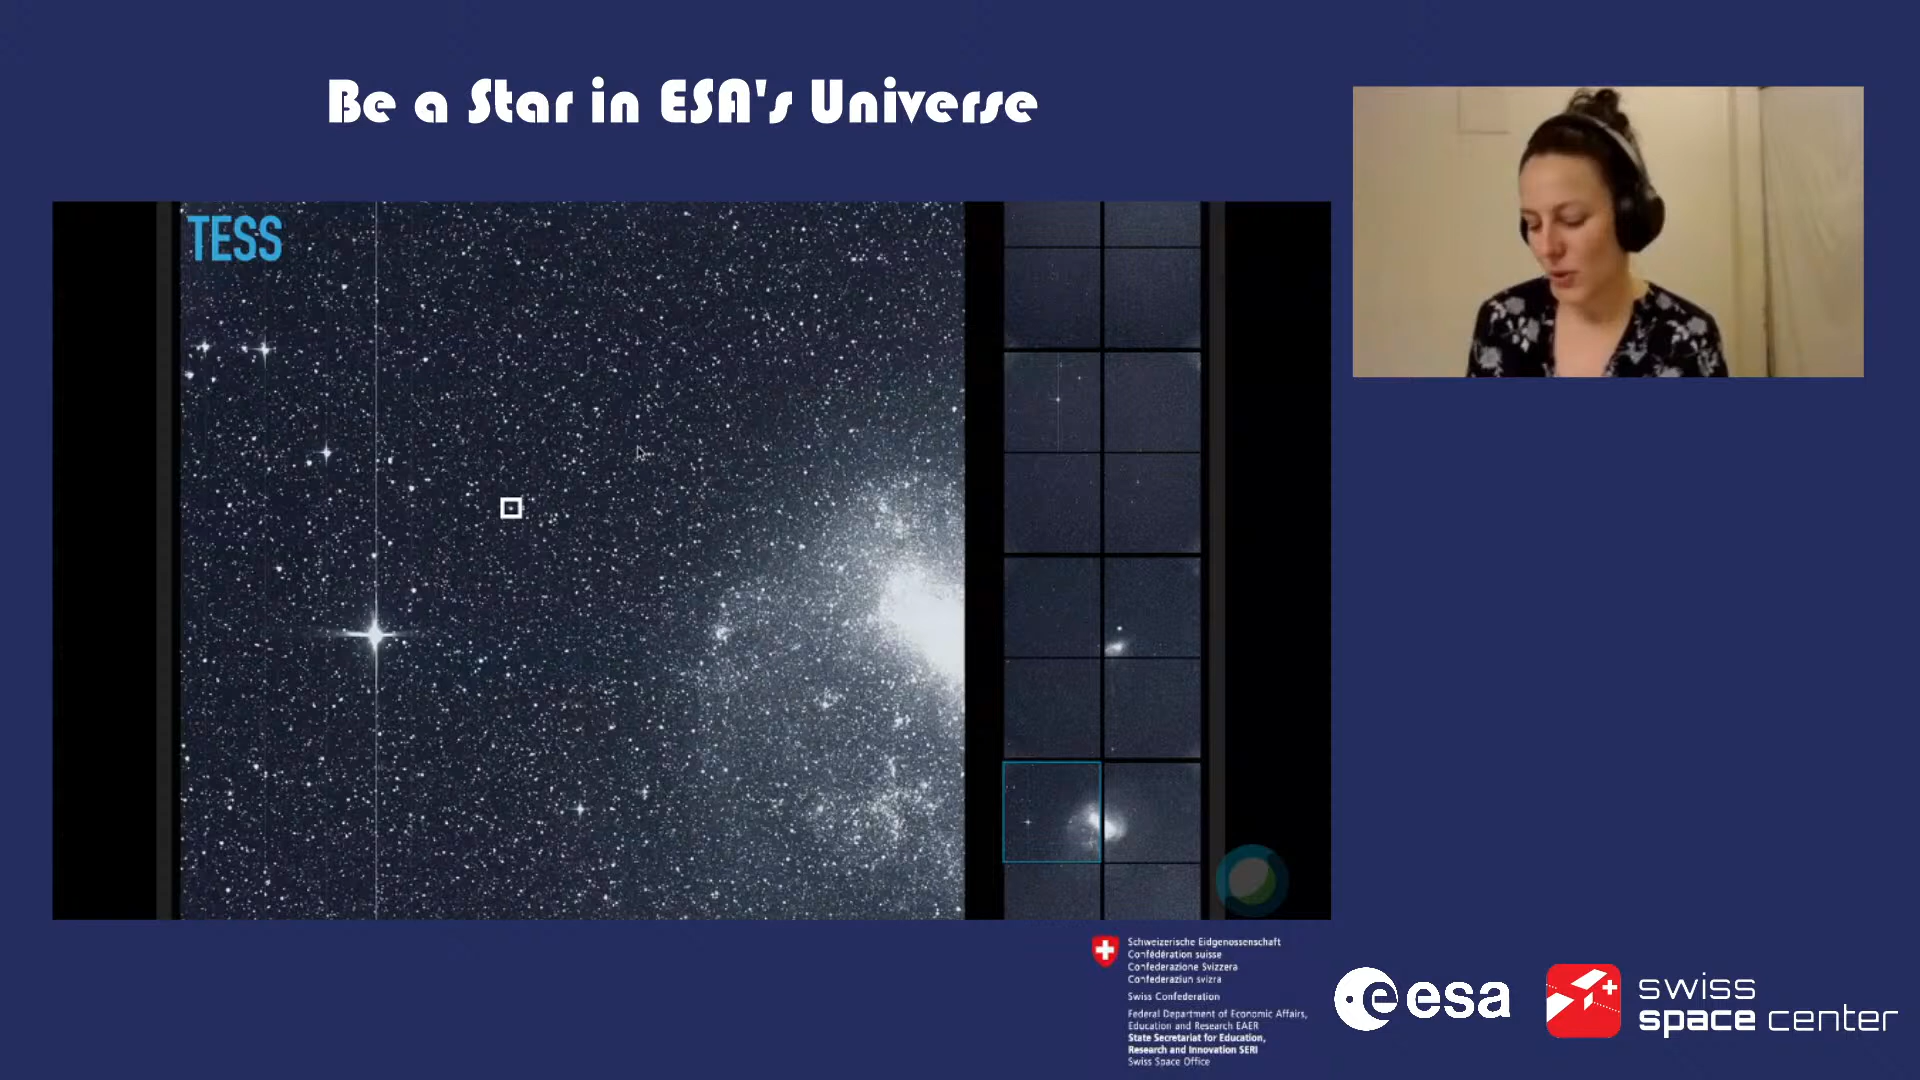 Be a Star in ESA's Universe
TESS
Schweizerische Eidgenossenschaft
Confédération suisse
Confederazione Svizzera
Confederaziun svizra
Swiss Confederation
Federal Department of Economic Affairs,
Education and Research EAER
State Secretariat for Education,
Research and Innovation SERI
Swiss Space Office
esa
swiss
space center